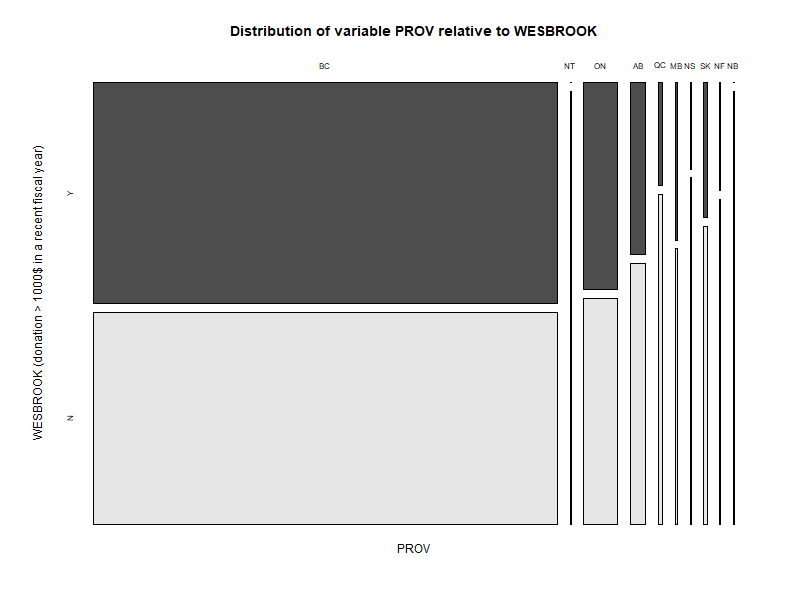 Distribution of variable PROV relative to WESBROOK
BC NT ON AB QC MB NS SK NF NB
WESBROOK (donation > 1000$ in a recent fiscal year)
Y
N
PROV